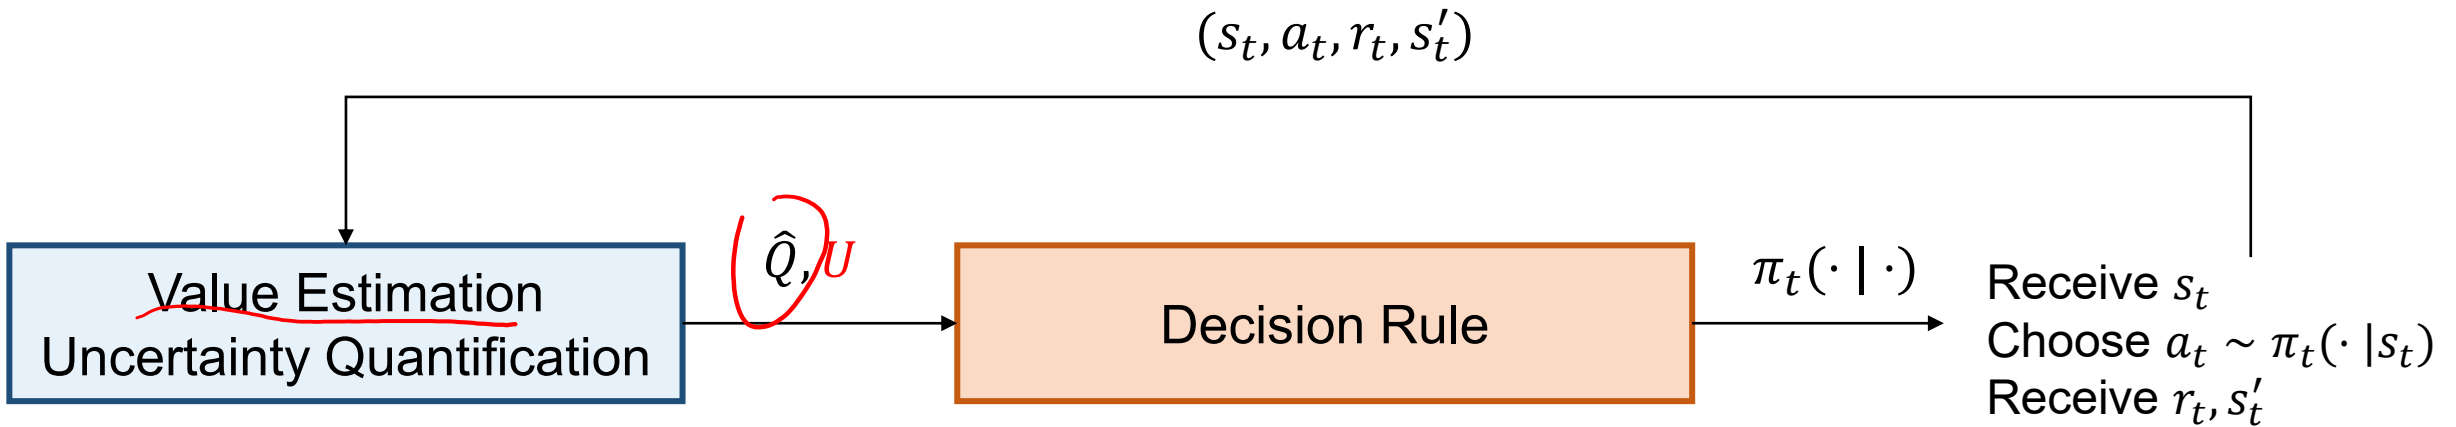 (s_t, a_t, r_t, s'_t)
Value Estimation
Uncertainty Quantification
Q̂, U
Decision Rule
π_t(· | ·)
Receive s_t
Choose a_t ~ π_t(· |s_t)
Receive r_t, s'_t